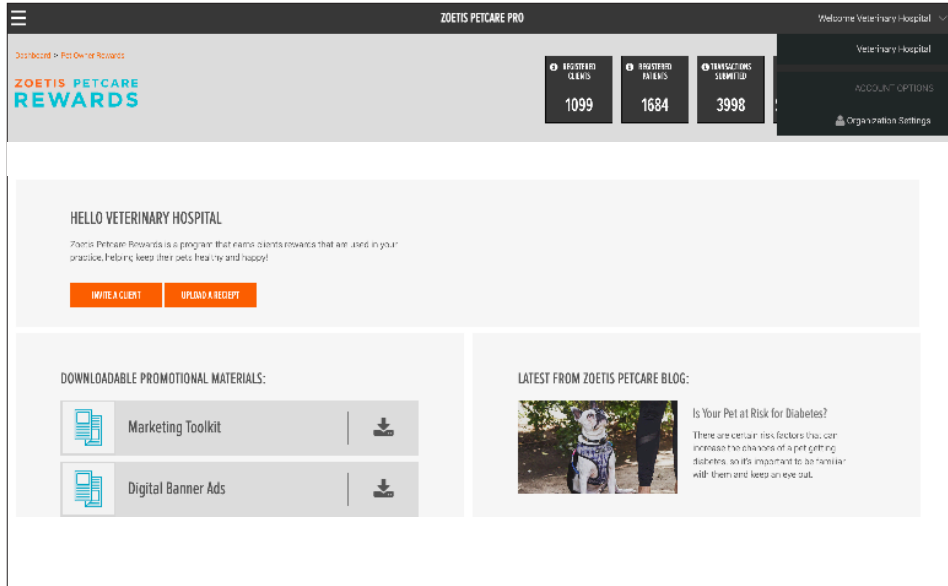 ZOETIS PETCARE PRO
Welcome Veterinary Hospital
Dashboard > Pet Owner Rewards
ZOETIS PETCARE
REWARDS
REGISTERED
CLIENTS
1099
REGISTERED
PATIENTS
1684
TRANSACTIONS
SUBMITTED
3998
Veterinary Hospital
ACCOUNT OPTIONS
Organization Settings
HELLO VETERINARY HOSPITAL
Zoetis Petcare Rewards is a program that earns clients rewards that are used in your
practice, helping keep their pets healthy and happy!
INVITE A CLIENT
UPLOAD A RECIEPT
DOWNLOADABLE PROMOTIONAL MATERIALS:
Marketing Toolkit
Digital Banner Ads
LATEST FROM ZOETIS PETCARE BLOG:
Is Your Pet at Risk for Diabetes?
There are certain risk factors that can
increase the chances of a pet getting
diabetes, so it's important to be familiar
with them and keep an eye out.